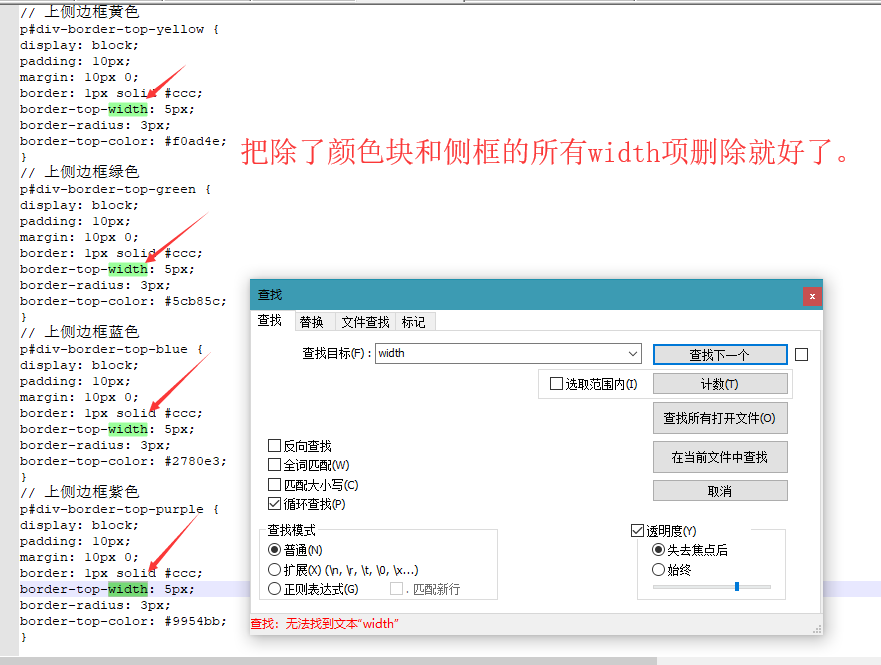 // 上侧边框黄色
p#div-border-top-yellow {
display: block;
padding: 10px;
margin: 10px 0;
border: 1px solid #ccc;
border-top-width: 5px;
border-radius: 3px;
border-top-color: #f0ad4e;
}
把除了颜色块和侧框的所有width项删除就好了。
// 上侧边框绿色
p#div-border-top-green {
display: block;
padding: 10px;
margin: 10px 0;
border: 1px solid #ccc;
border-top-width: 5px;
border-radius: 3px;
border-top-color: #5cb85c;
}
// 上侧边框蓝色
p#div-border-top-blue {
display: block;
padding: 10px;
margin: 10px 0;
border: 1px solid #ccc;
border-top-width: 5px;
border-radius: 3px;
border-top-color: #2780e3;
}
// 上侧边框紫色
p#div-border-top-purple {
display: block;
padding: 10px;
margin: 10px 0;
border: 1px solid #ccc;
border-top-width: 5px;
border-radius: 3px;
border-top-color: #9954bb;
}
查找
x
查找 替换 文件查找 标记
查找目标(F) : width
查找下一个
选取范围内(I)
计数(T)
查找所有打开文件(O)
在当前文件中查找
取消
反向查找
全词匹配(W)
匹配大小写(C)
循环查找(P)
查找模式
普通(N)
扩展(X) (\n, \r, \t, \0, \x...)
正则表达式(G)
. 匹配新行
透明度(Y)
失去焦点后
始终
查找：无法找到文本“width”